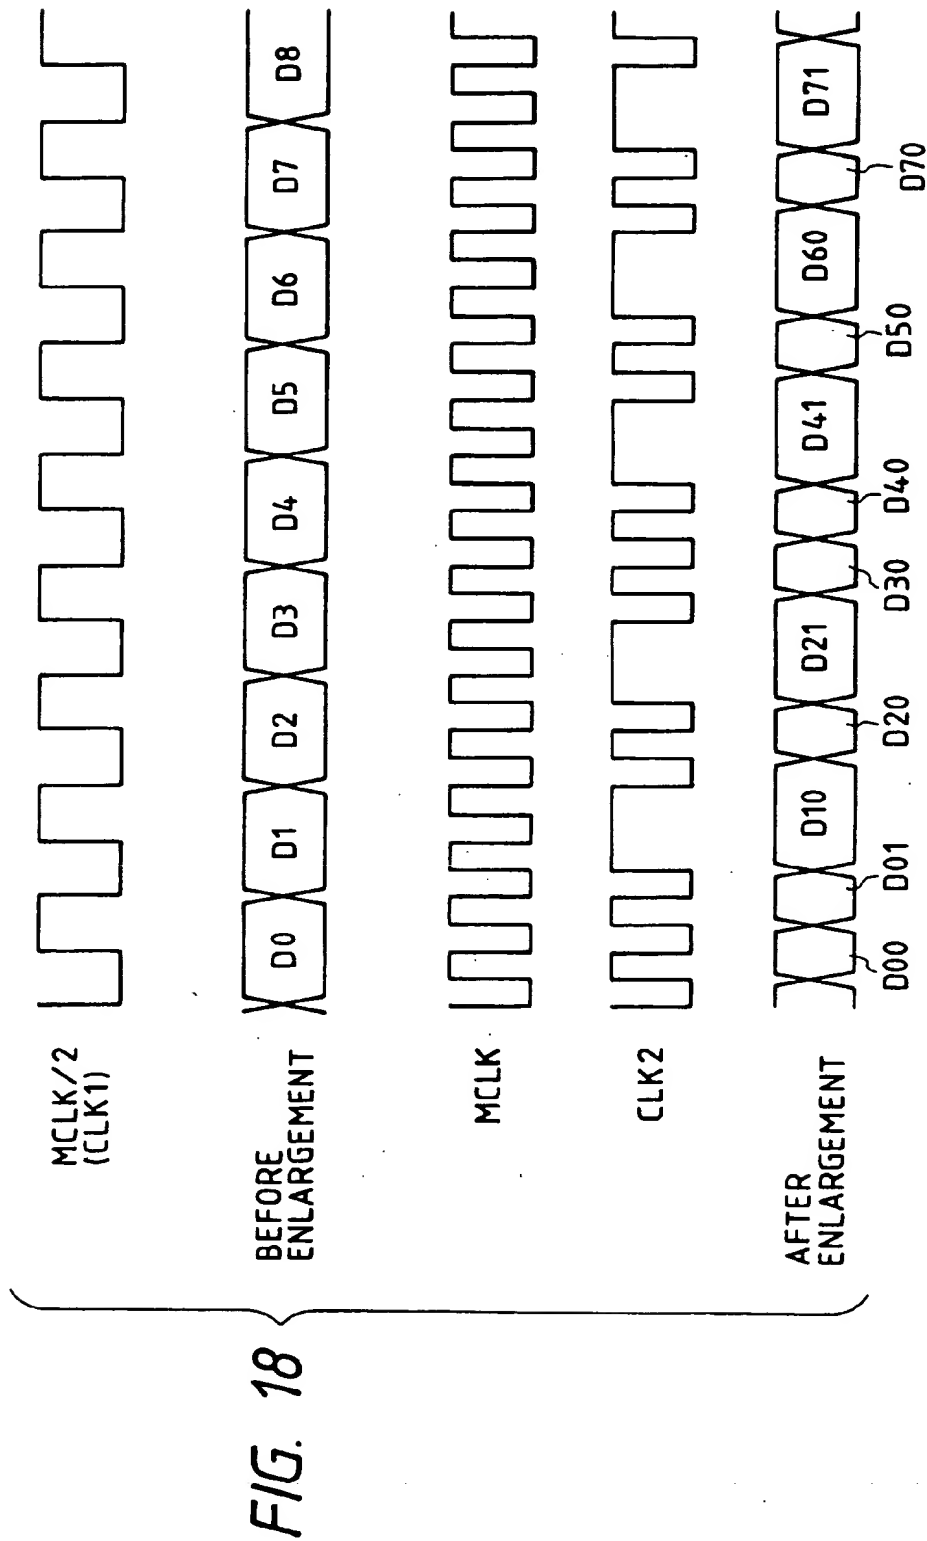 MCLK/2
(CLK1)
BEFORE
ENLARGEMENT
D0
D1
D2
D3
D4
D5
D6
D7
D8
MCLK
CLK2
AFTER
ENLARGEMENT
D00
D01
D10
D20
D21
D30
D40
D41
D50
D60
D70
D71
FIG. 18